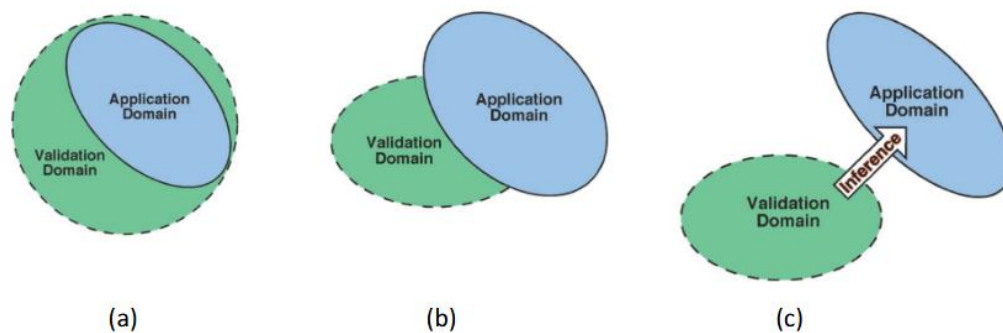 Application
Domain
Validation
Domain
(a)
Application
Domain
Validation
Domain
(b)
Application
Domain
Inference
Validation
Domain
(c)